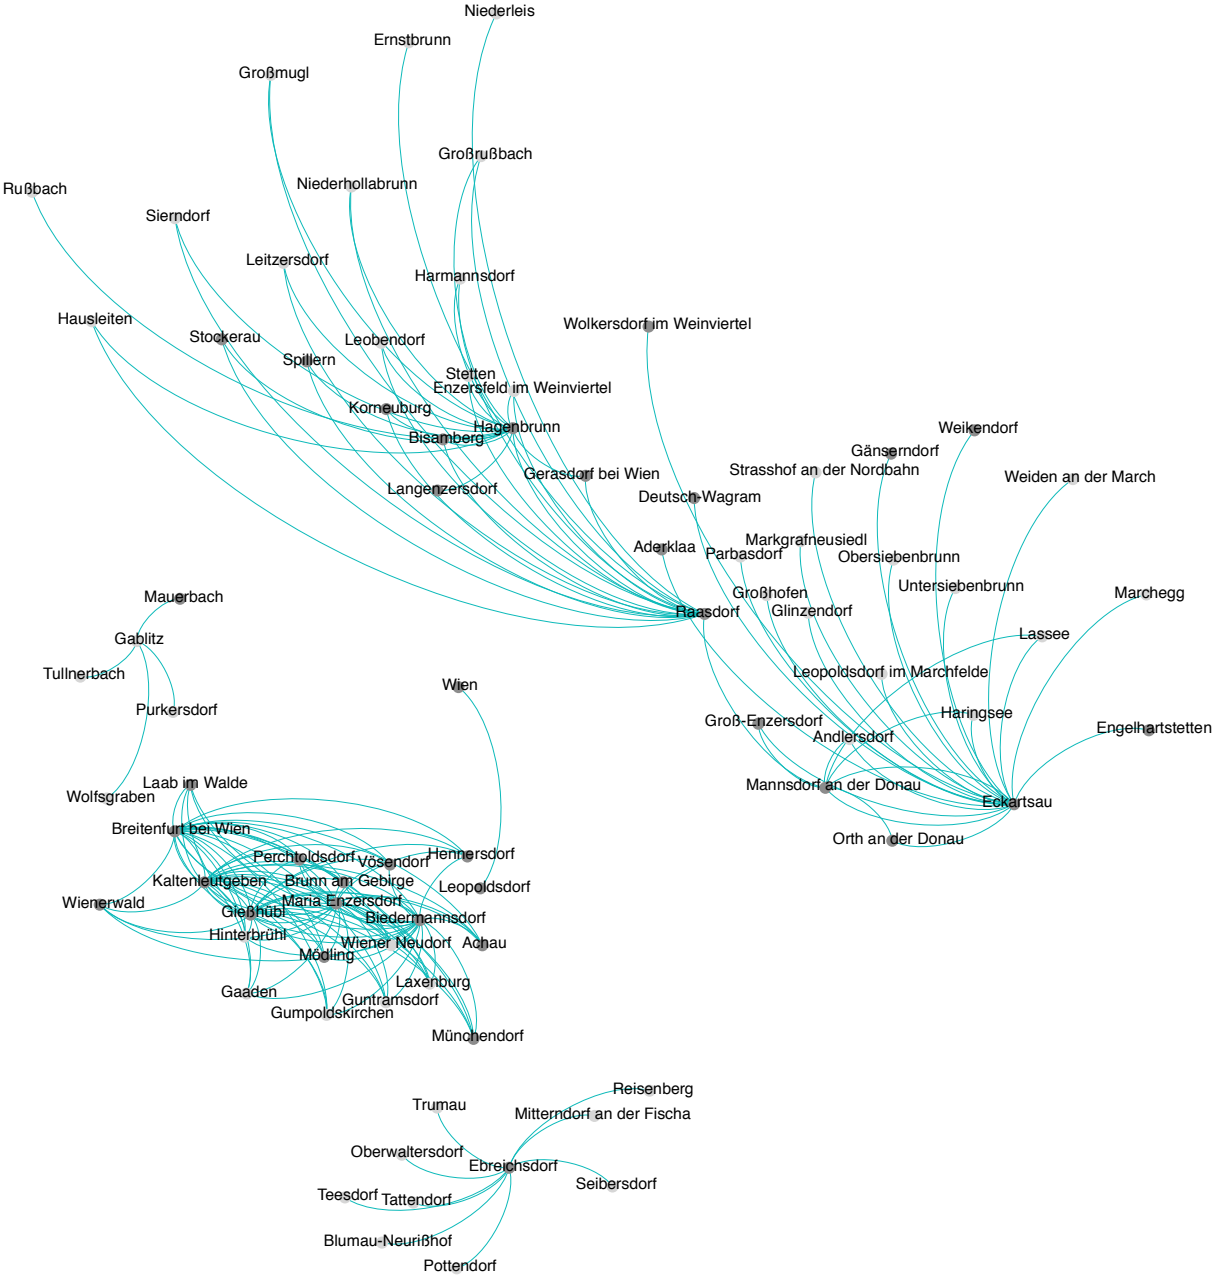 Niederleis
Ernstbrunn
Großmugl
Großrußbach
Niederhollabrunn
Rußbach
Sierndorf
Leitzersdorf
Harmannsdorf
Hausleiten
Wolkersdorf im Weinviertel
Stockerau
Leobendorf
Spillern
Stetten
Enzersfeld im Weinviertel
Korneuburg
Hagenbrunn
Weikendorf
Bisamberg
Gänserndorf
Strasshof an der Nordbahn
Gerasdorf bei Wien
Weiden an der March
Langenzersdorf
Deutsch-Wagram
Markgrafneusiedl
Aderklaa
Parbasdorf
Obersiebenbrunn
Untersiebenbrunn
Großhofen
Marchegg
Mauerbach
Glinzendorf
Raasdorf
Lassee
Gablitz
Tullnerbach
Leopoldsdorf im Marchfelde
Wien
Purkersdorf
Haringsee
Groß-Enzersdorf
Engelhartstetten
Andlersdorf
Laab im Walde
Mannsdorf an der Donau
Wolfsgraben
Eckartsau
Breitenfurt bei Wien
Orth an der Donau
Hennersdorf
Perchtoldsdorf
Vösendorf
Kaltenleutgeben
Brunn am Gebirge
Leopoldsdorf
Wienerwald
Maria Enzersdorf
Gießhübl
Biedermannsdorf
Hinterbrühl
Wiener Neudorf
Achau
Mödling
Laxenburg
Gaaden
Guntramsdorf
Gumpoldskirchen
Münchendorf
Reisenberg
Trumau
Mitterndorf an der Fischa
Oberwaltersdorf
Ebreichsdorf
Seibersdorf
Teesdorf
Tattendorf
Blumau-Neurißhof
Pottendorf